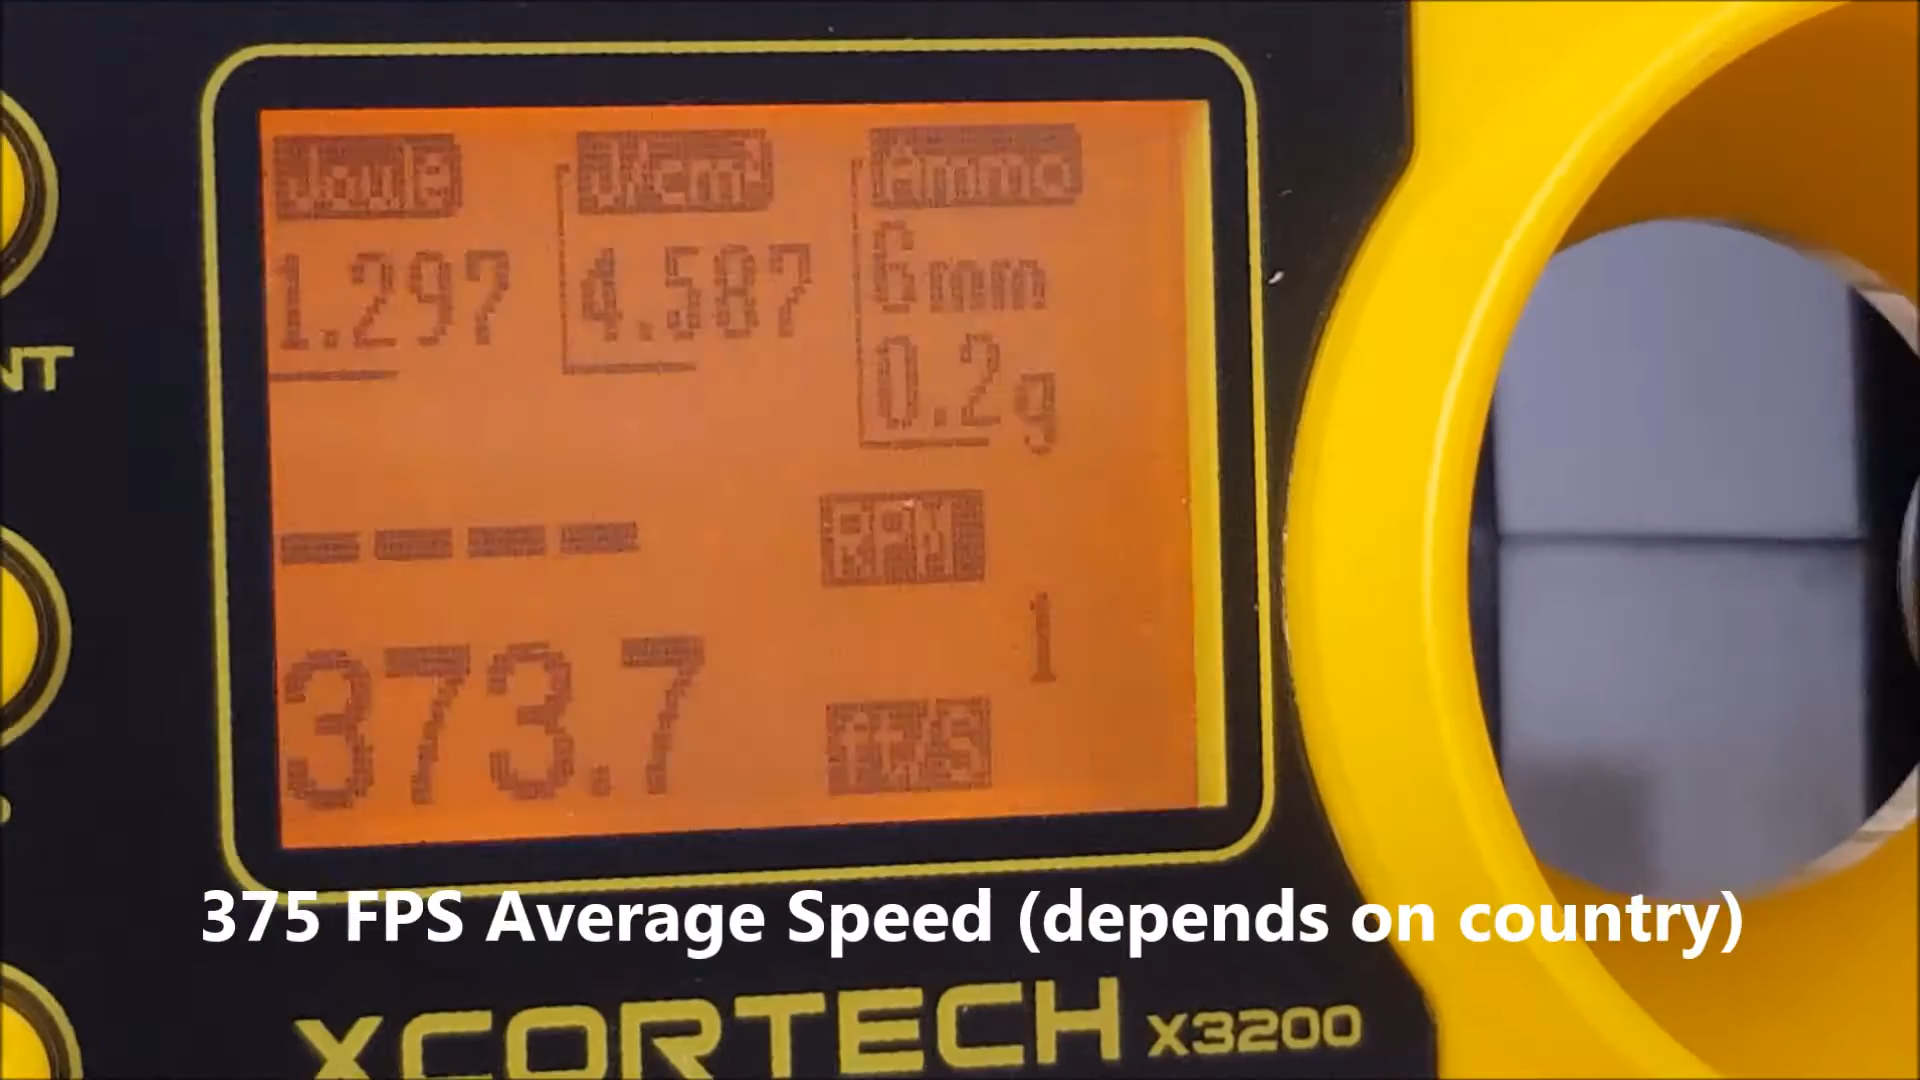 Joule J/cm² Ammo
1.297 4.587 6mm
0.2g
---- RPM
1
373.7 ft/s
NT
375 FPS Average Speed (depends on country)
XCORTECH X3200